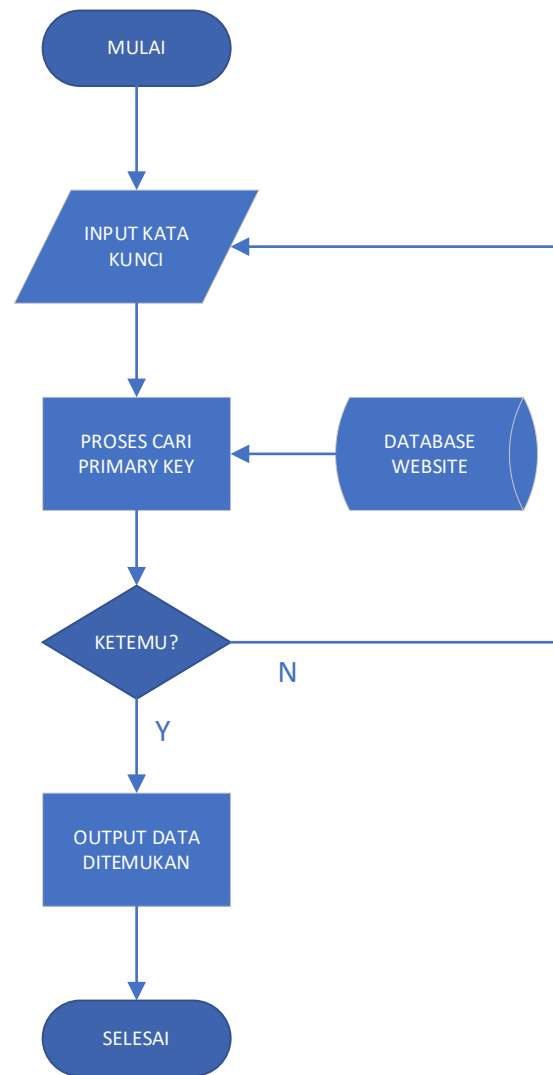 MULAI
INPUT KATA
KUNCI
PROSES CARI
PRIMARY KEY
DATABASE
WEBSITE
KETEMU?
N
Y
OUTPUT DATA
DITEMUKAN
SELESAI